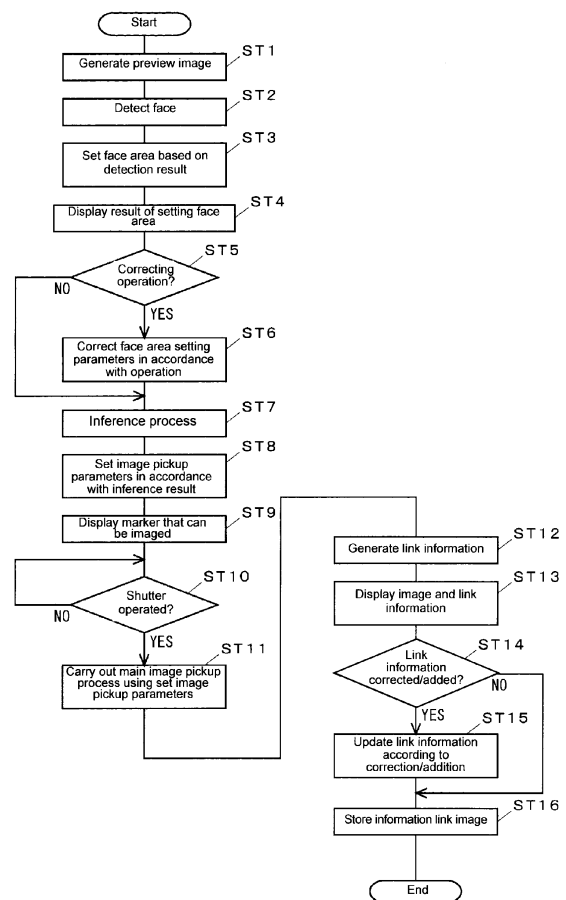 Start
ST1
Generate preview image
ST2
Detect face
ST3
Set face area based on
detection result
ST4
Display result of setting face
area
ST5
Correcting
operation?
NO
YES
ST6
Correct face area setting
parameters in accordance
with operation
ST7
Inference process
ST8
Set image pickup
parameters in accordance
with inference result
ST9
Display marker that can
be imaged
ST10
Shutter
operated?
NO
YES
ST11
Carry out main image pickup
process using set image
pickup parameters
ST12
Generate link information
ST13
Display image and link
information
ST14
Link
information
corrected/added?
NO
YES
ST15
Update link information
according to
correction/addition
ST16
Store information link image
End